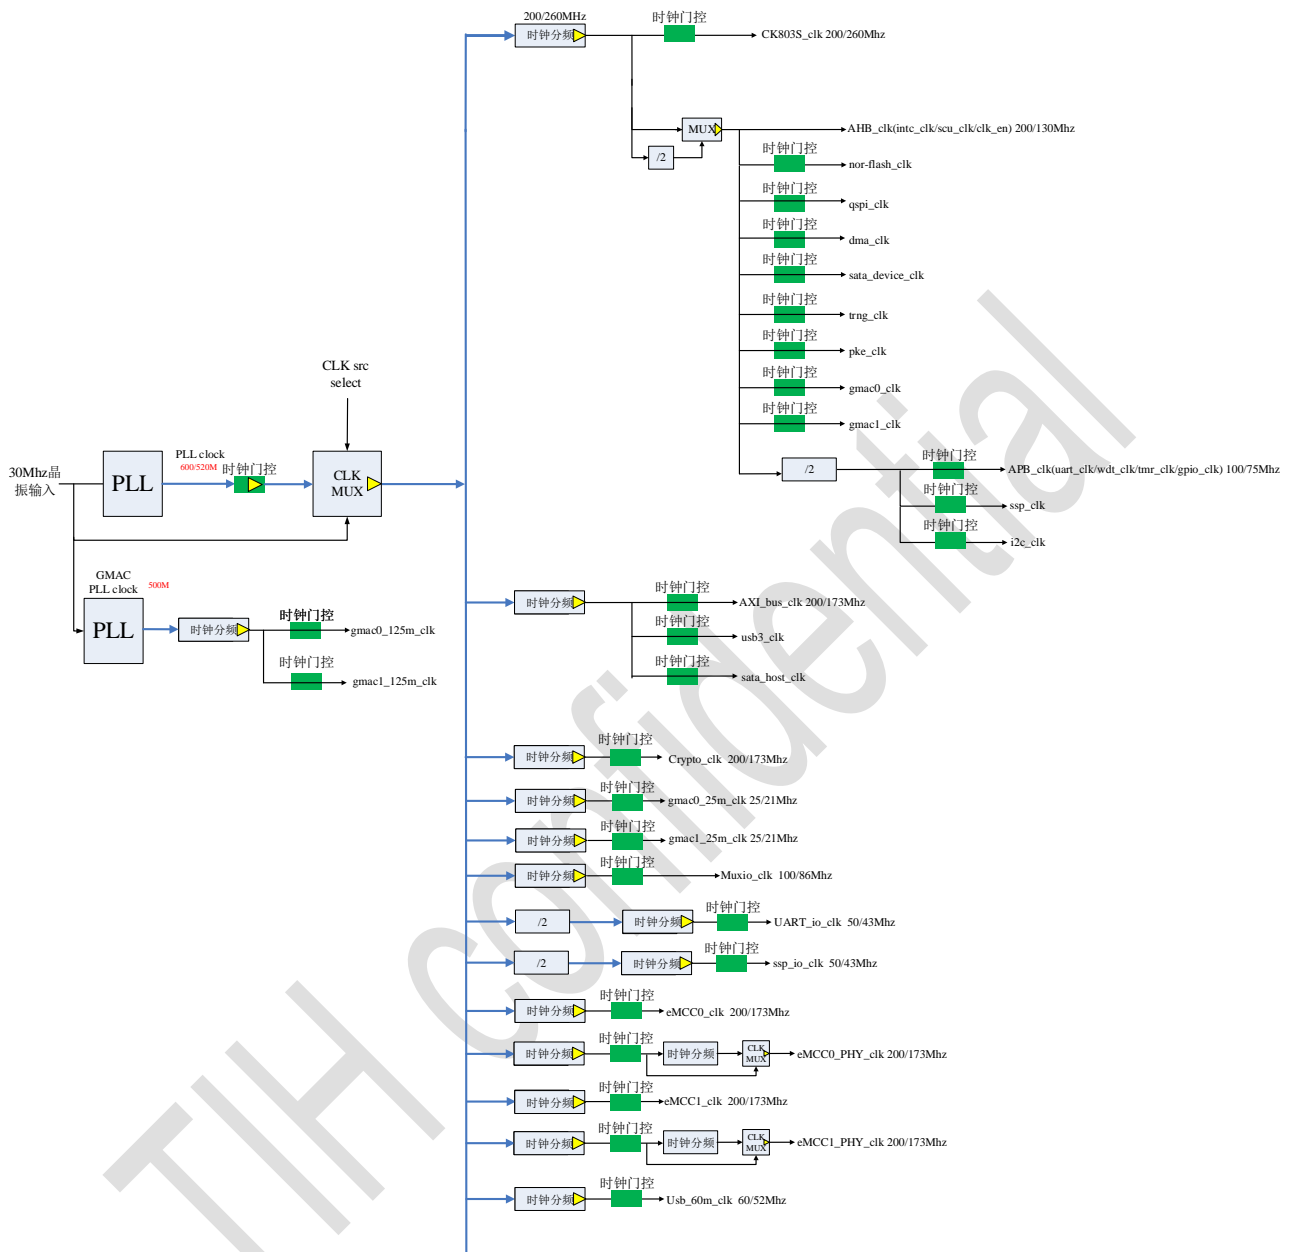 200/260MHz
时钟分频
时钟门控
CK803S_clk 200/260Mhz
MUX
/2
AHB_clk(intc_clk/scu_clk/clk_en) 200/130Mhz
时钟门控
nor-flash_clk
时钟门控
qspi_clk
时钟门控
dma_clk
时钟门控
sata_device_clk
时钟门控
trng_clk
时钟门控
pke_clk
时钟门控
gmac0_clk
时钟门控
gmac1_clk
/2
时钟门控
APB_clk(uart_clk/wdt_clk/tmr_clk/gpio_clk) 100/75Mhz
时钟门控
ssp_clk
时钟门控
i2c_clk
CLK src
select
30Mhz晶
振输入
PLL
PLL clock
600/520M
时钟门控
CLK
MUX
GMAC
PLL clock
500M
PLL
时钟分频
时钟门控
gmac0_125m_clk
时钟门控
gmac1_125m_clk
时钟分频
时钟门控
AXI_bus_clk 200/173Mhz
时钟门控
usb3_clk
时钟门控
sata_host_clk
时钟分频
时钟门控
Crypto_clk 200/173Mhz
时钟分频
时钟门控
gmac0_25m_clk 25/21Mhz
时钟分频
时钟门控
gmac1_25m_clk 25/21Mhz
时钟分频
时钟门控
Muxio_clk 100/86Mhz
/2
时钟分频
时钟门控
UART_io_clk 50/43Mhz
/2
时钟分频
时钟门控
ssp_io_clk 50/43Mhz
时钟分频
时钟门控
eMCC0_clk 200/173Mhz
时钟分频
时钟门控
时钟分频
CLK
MUX
eMCC0_PHY_clk 200/173Mhz
时钟分频
时钟门控
eMCC1_clk 200/173Mhz
时钟分频
时钟门控
时钟分频
CLK
MUX
eMCC1_PHY_clk 200/173Mhz
时钟分频
时钟门控
Usb_60m_clk 60/52Mhz
TIH confidential